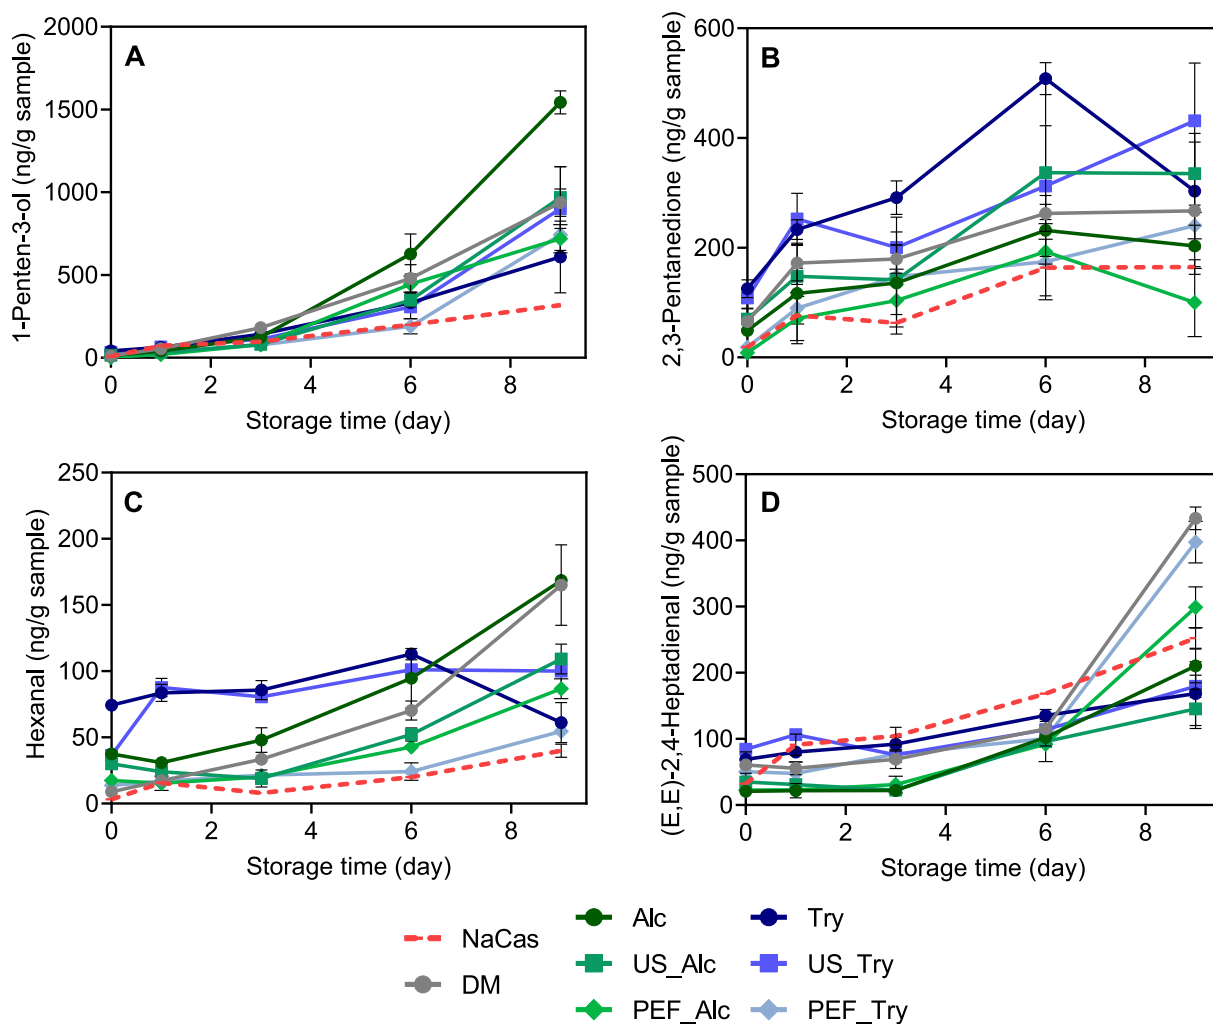 A
1-Penten-3-ol (ng/g sample)
2000
1500
1000
500
0
0 2 4 6 8
Storage time (day)
B
2,3-Pentanedione (ng/g sample)
600
400
200
0
0 2 4 6 8
Storage time (day)
C
Hexanal (ng/g sample)
250
200
150
100
50
0
0 2 4 6 8
Storage time (day)
D
(E,E)-2,4-Heptadienal (ng/g sample)
500
400
300
200
100
0
0 2 4 6 8
Storage time (day)
NaCas
DM
Alc
US_Alc
PEF_Alc
Try
US_Try
PEF_Try